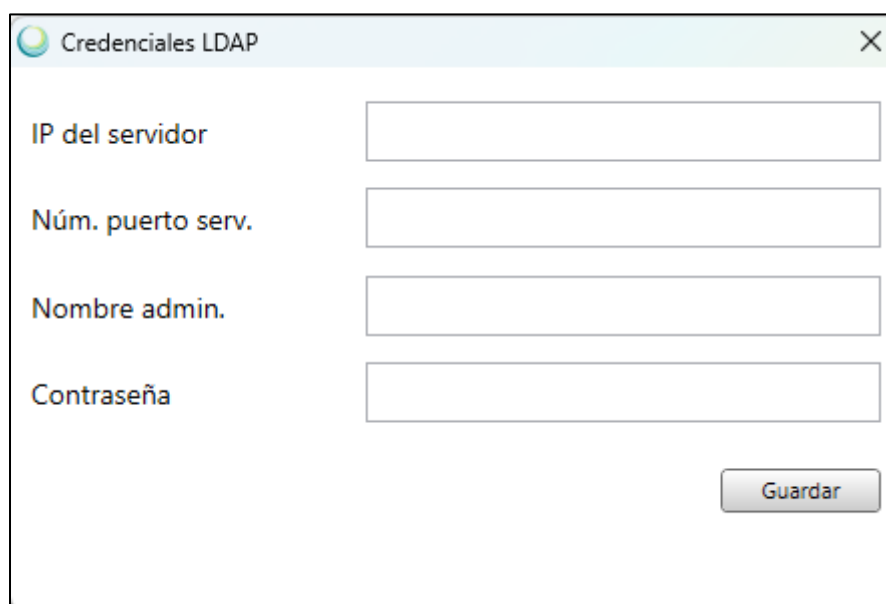 Credenciales LDAP
IP del servidor
Núm. puerto serv.
Nombre admin.
Contraseña
Guardar